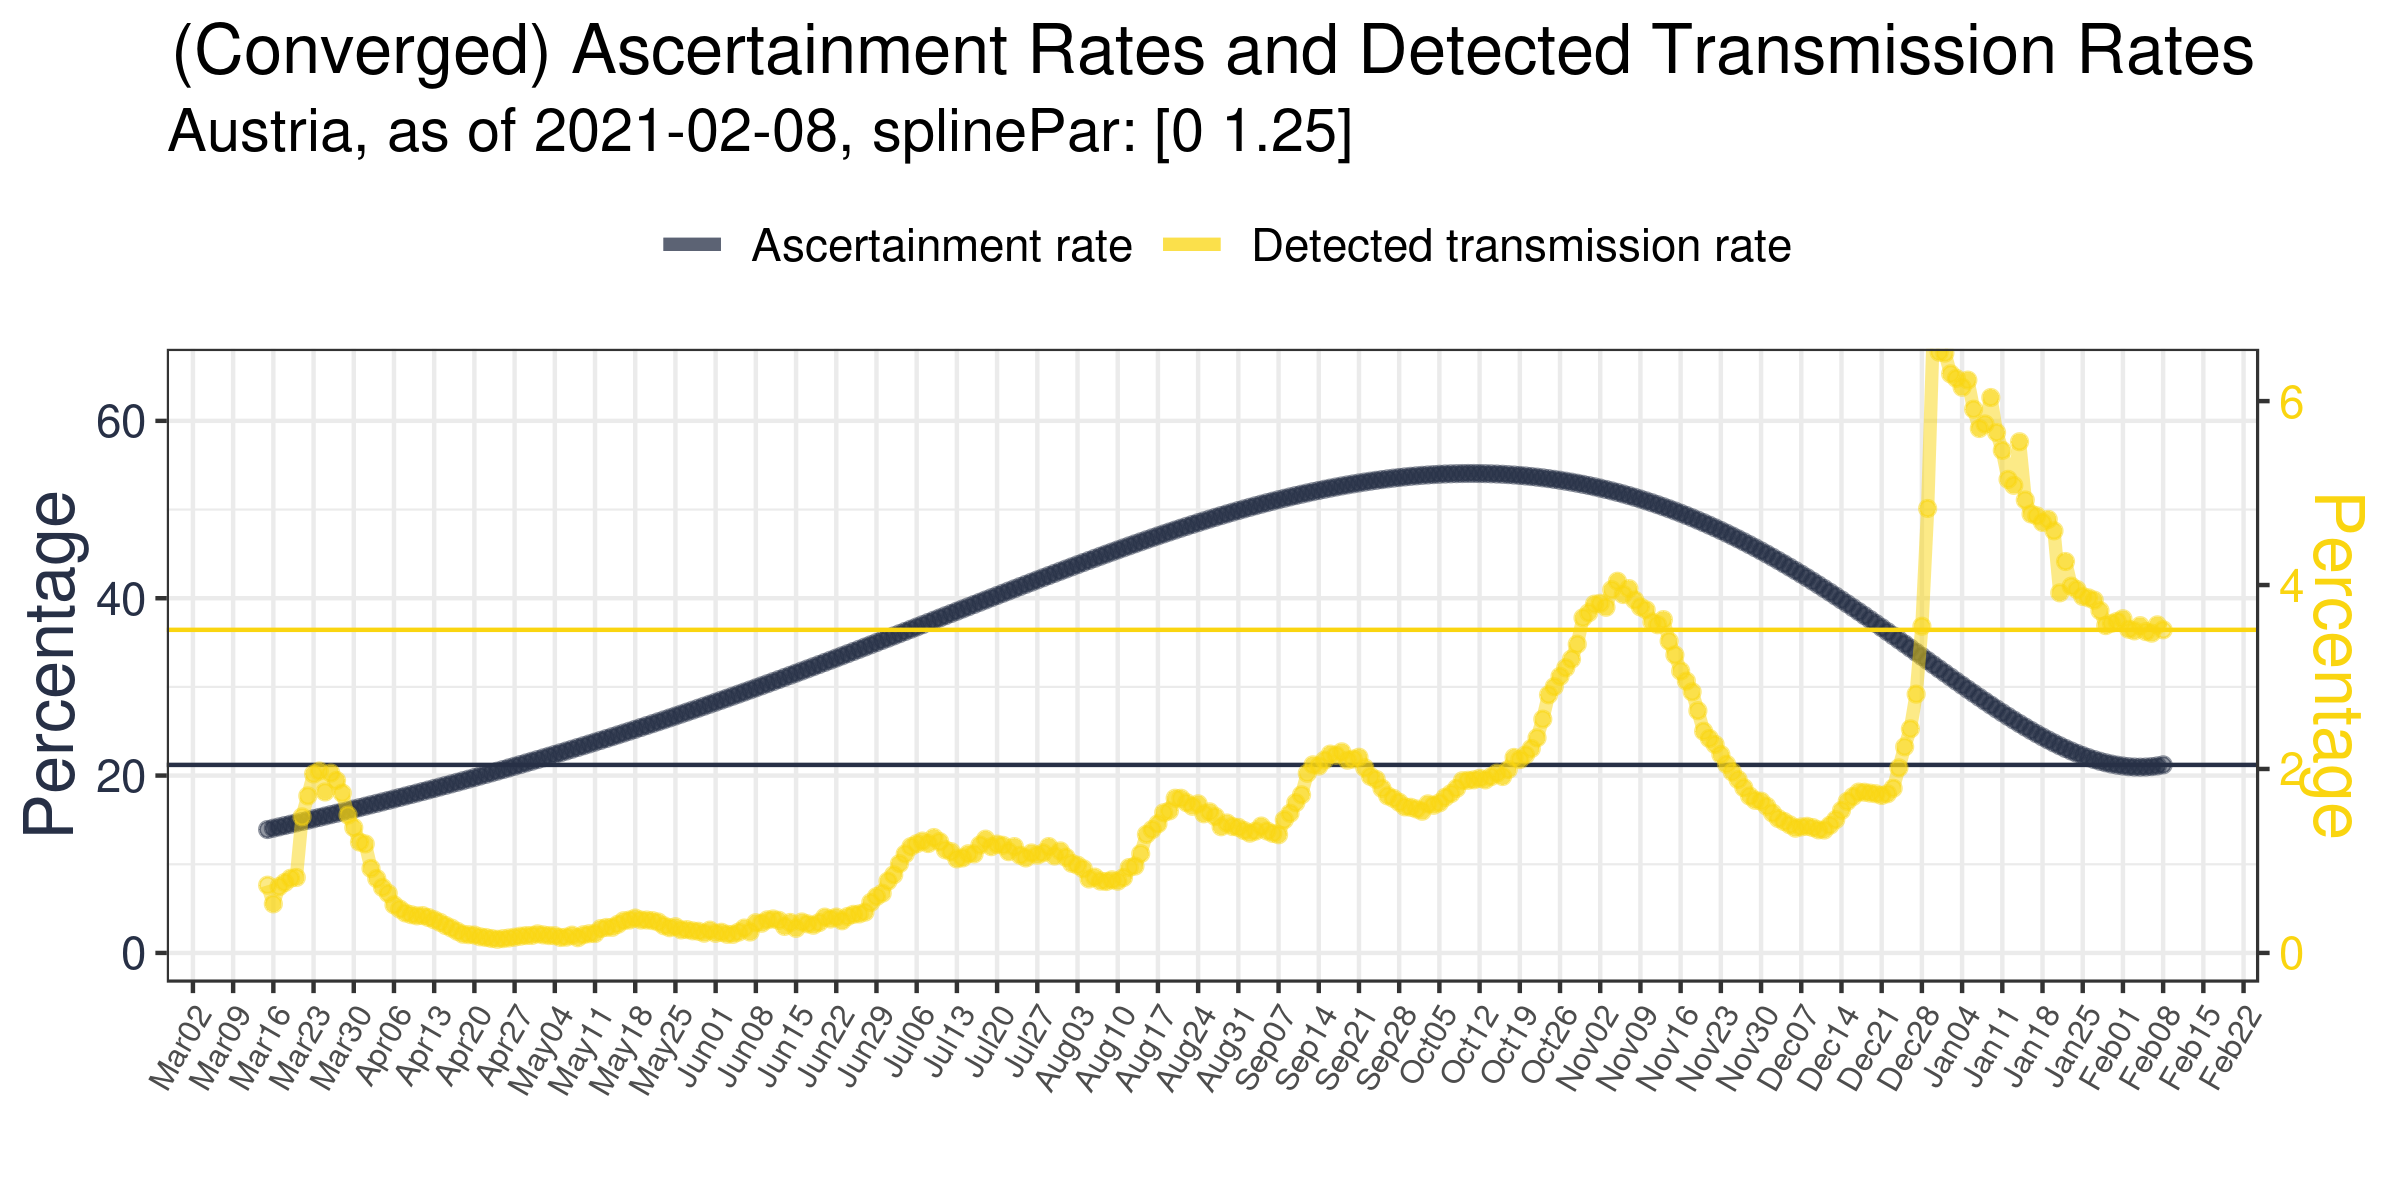 (Converged) Ascertainment Rates and Detected Transmission Rates
Austria, as of 2021-02-08, splinePar: [0 1.25]
Ascertainment rate
Detected transmission rate
Percentage
60
40
20
0
6
4
2
0
Percentage
Mar02
Mar09
Mar16
Mar23
Mar30
Apr06
Apr13
Apr20
Apr27
May04
May11
May18
May25
Jun01
Jun08
Jun15
Jun22
Jun29
Jul06
Jul13
Jul20
Jul27
Aug03
Aug10
Aug17
Aug24
Aug31
Sep07
Sep14
Sep21
Sep28
Oct05
Oct12
Oct19
Oct26
Nov02
Nov09
Nov16
Nov23
Nov30
Dec07
Dec14
Dec21
Dec28
Jan04
Jan11
Jan18
Jan25
Feb01
Feb08
Feb15
Feb22